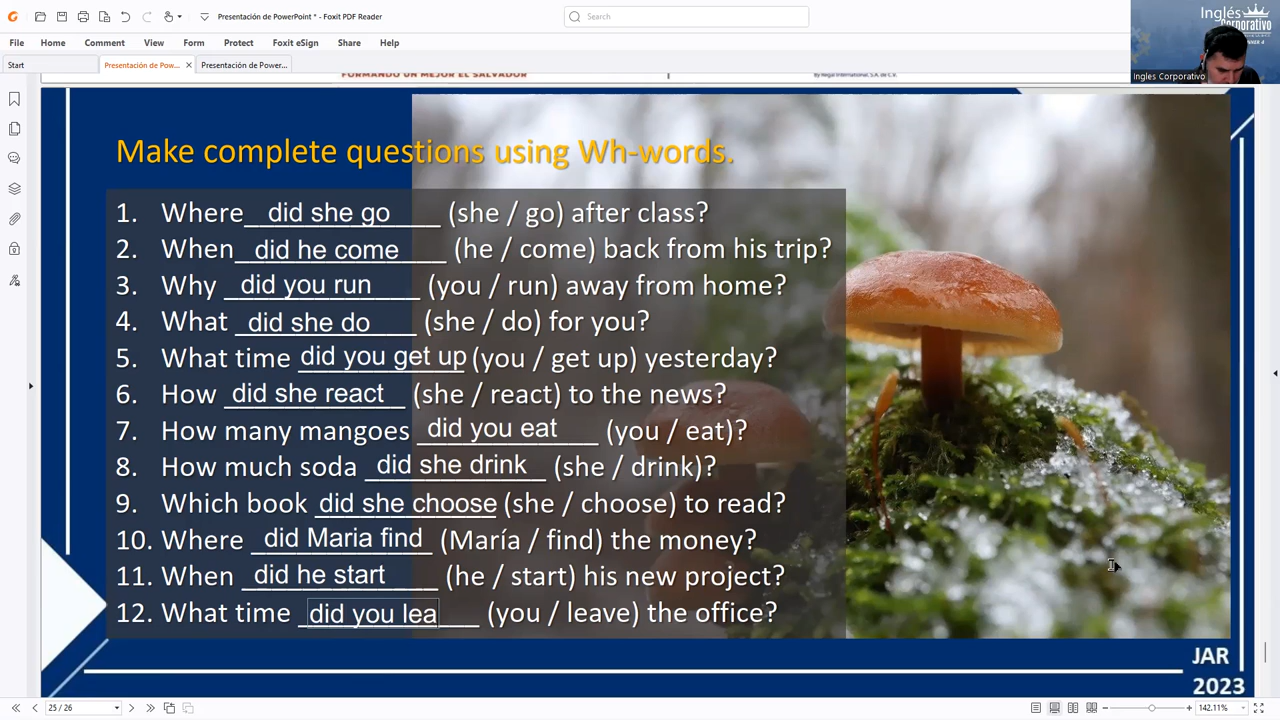 Presentación de PowerPoint * - Foxit PDF Reader
Search
File Home Comment View Form Protect Foxit eSign Share Help
Start
Presentación de Pow...
Presentación de Power...
Inglés
Corporativo
Ingles Corporativo
FORMANDO UN MEJOR EL SALVADOR
Make complete questions using Wh-words.
1. Where did she go (she / go) after class?
2. When did he come (he / come) back from his trip?
3. Why did you run (you / run) away from home?
4. What did she do (she / do) for you?
5. What time did you get up (you / get up) yesterday?
6. How did she react (she / react) to the news?
7. How many mangoes did you eat (you / eat)?
8. How much soda did she drink (she / drink)?
9. Which book did she choose (she / choose) to read?
10. Where did Maria find (María / find) the money?
11. When did he start (he / start) his new project?
12. What time did you lea (you / leave) the office?
JAR
2023
25 / 26
142.11%